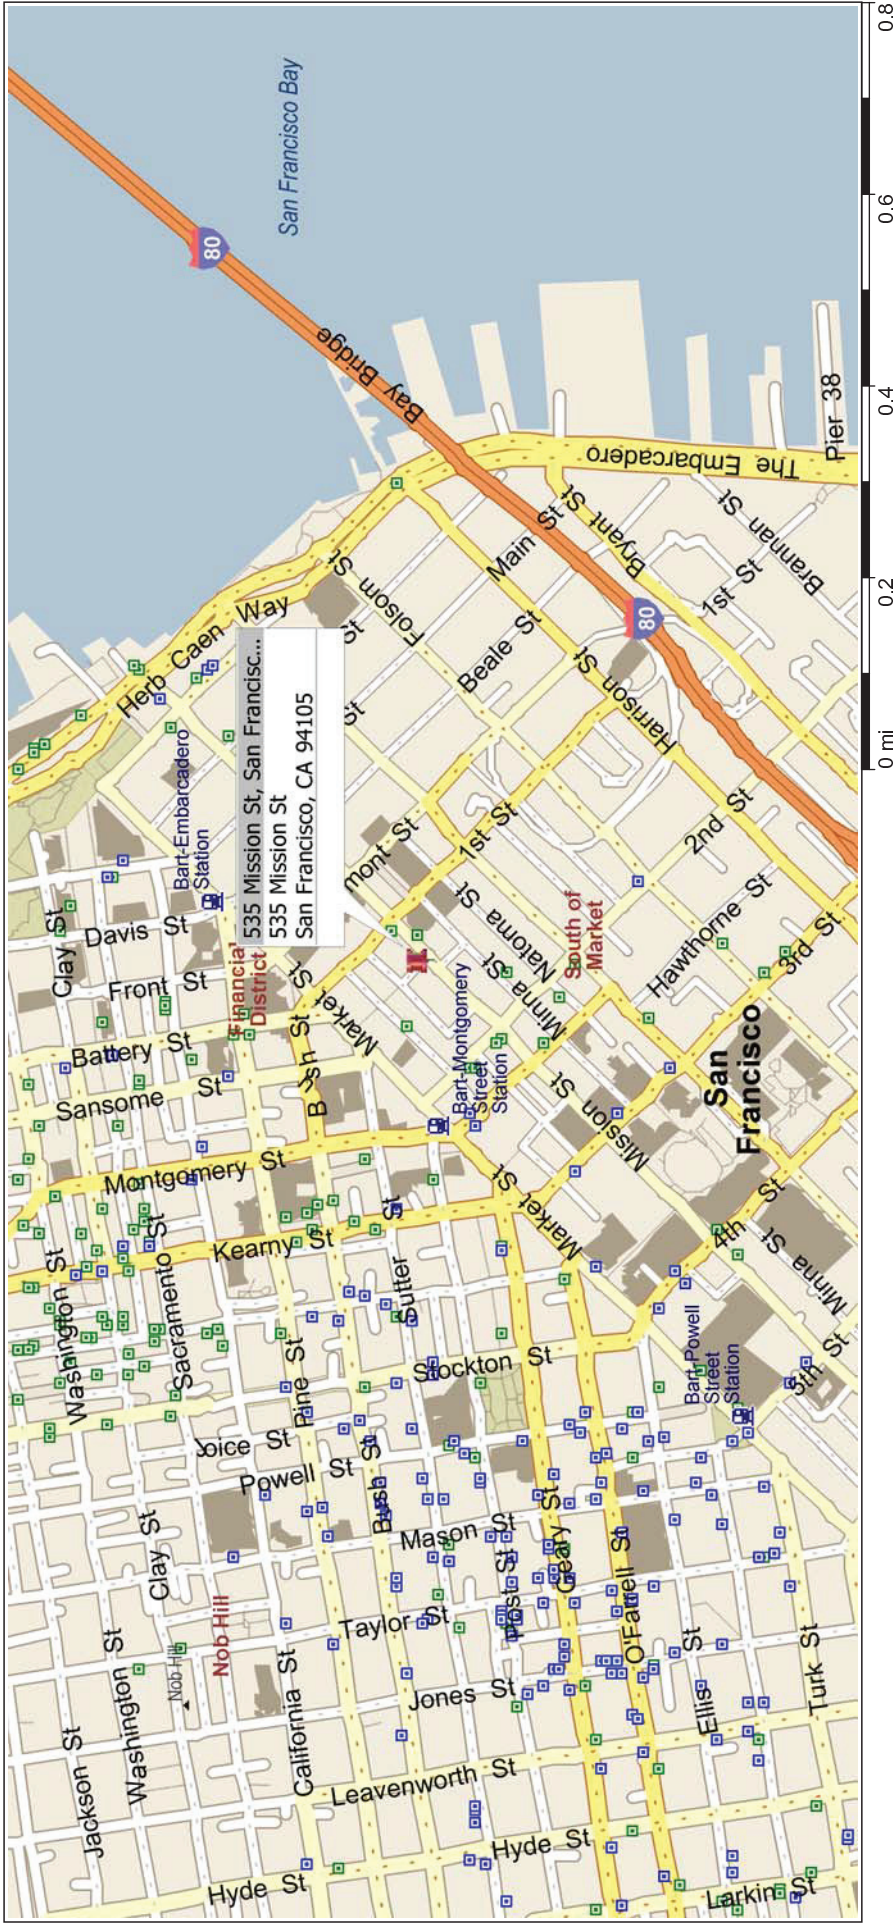 San Francisco Bay
80
Bay Bridge
The Embarcadero
Pier 38
Main St
Bryant St
Brannan St
1st St
80
Folsom St
Beale St
Harrison St
Herb Caen Way
St
St
535 Mission St, San Francisc...
535 Mission St
San Francisco, CA 94105
mont St
1st St
2nd St
Hawthorne St
3rd St
Natoma St
Minna St
South of
Market
Minna St
Mission St
San
Francisco
4th St
Minna St
5th St
Bart-Embarcadero
Station
Clay St
Davis St
Front St
Financial
District
Battery St
Sansome St
Market St
Bush St
Bart-Montgomery
Street
Station
Montgomery St
Kearny St
Market St
Sutter St
Washington St
Sacramento St
Pine St
Stockton St
Bart-Powell
Street
Station
Joice St
Powell St
Bush St
Mason St
Clay St
Post St
Geary St
O'Farrell St
Nob Hill
Nob Hill
Taylor St
Jones St
Washington St
Jackson St
California St
Leavenworth St
Ellis St
Turk St
Hyde St
Hyde St
Larkin St
0 mi
0.2
0.4
0.6
0.8